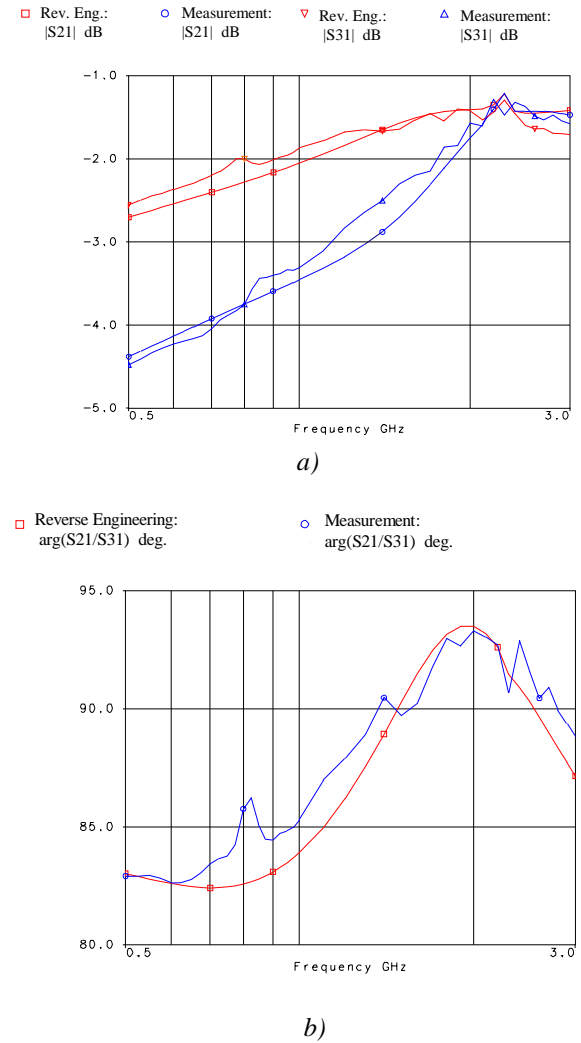 Rev. Eng.: Measurement: Rev. Eng.: Measurement:
|S21| dB |S21| dB |S31| dB |S31| dB
-1.0
-2.0
-3.0
-4.0
-5.0
0.5 3.0
Frequency GHz
a)
Reverse Engineering: Measurement:
arg(S21/S31) deg. arg(S21/S31) deg.
95.0
90.0
85.0
80.0
0.5 3.0
Frequency GHz
b)